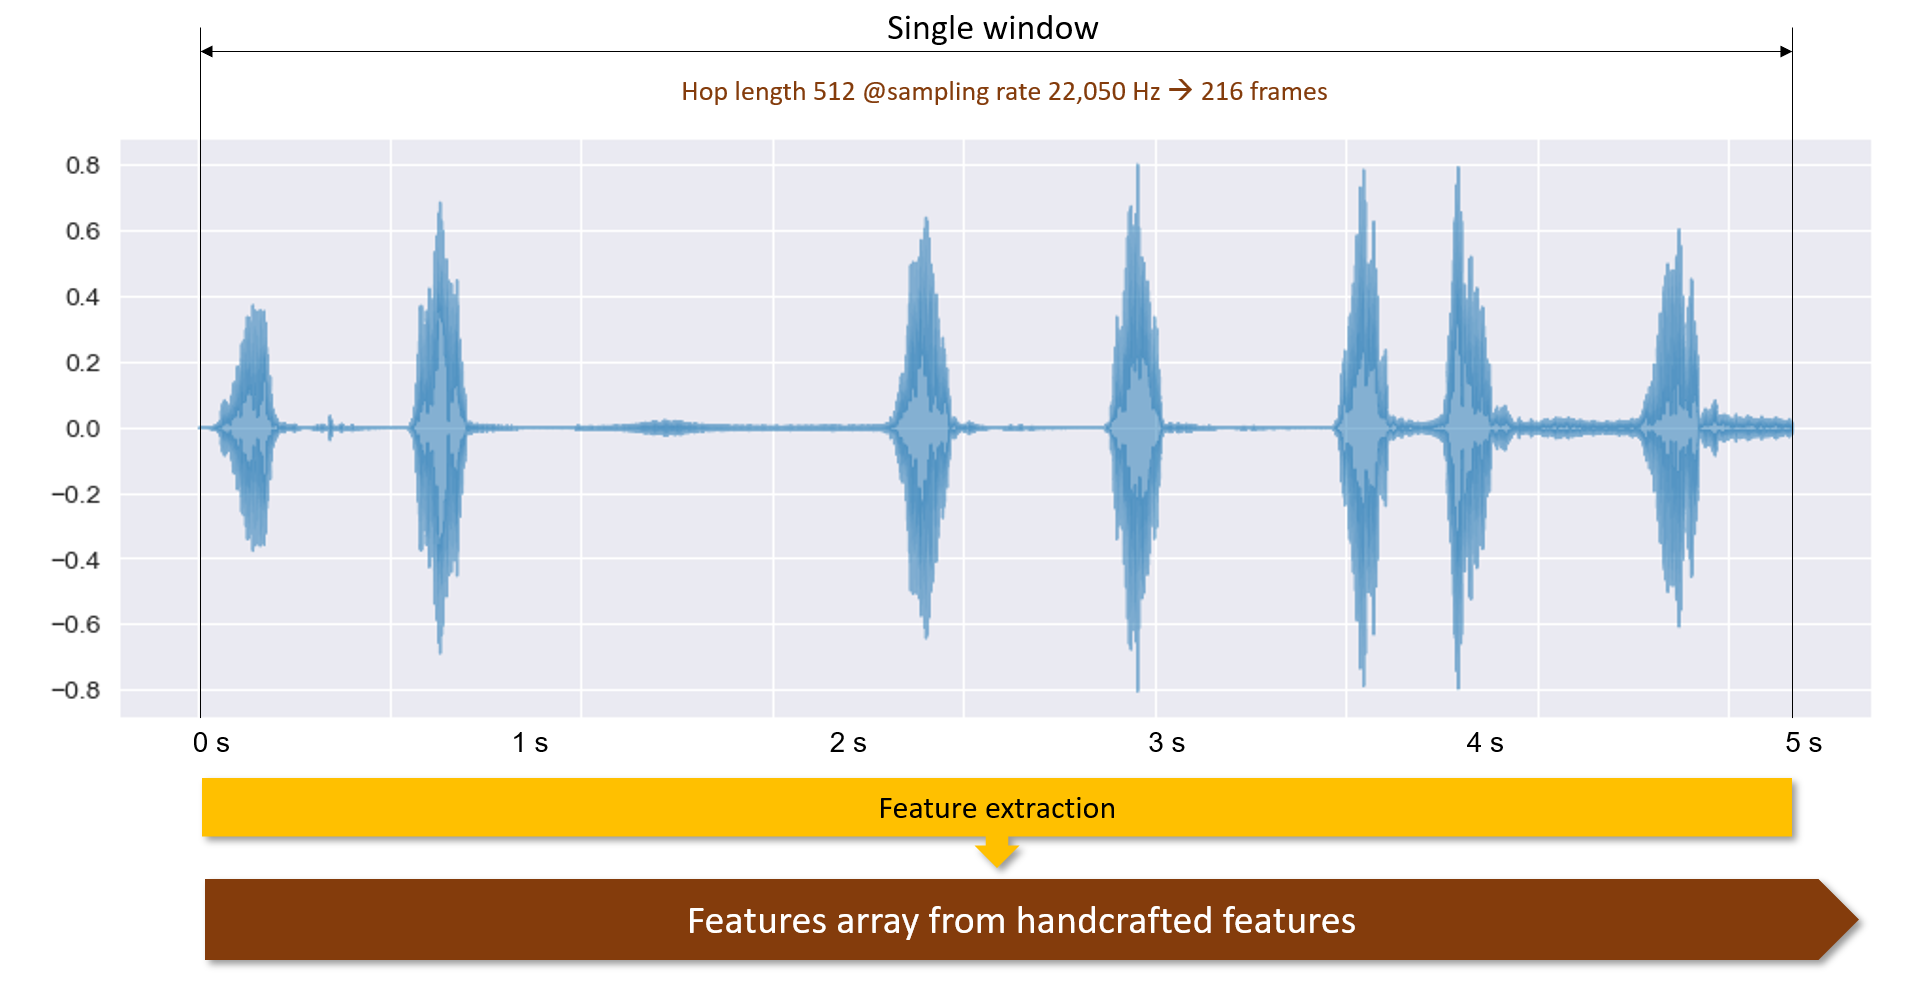 Single window
Hop length 512 @sampling rate 22,050 Hz → 216 frames
0.8
0.6
0.4
0.2
0.0
−0.2
−0.4
−0.6
−0.8
0 s 1 s 2 s 3 s 4 s 5 s
Feature extraction
Features array from handcrafted features